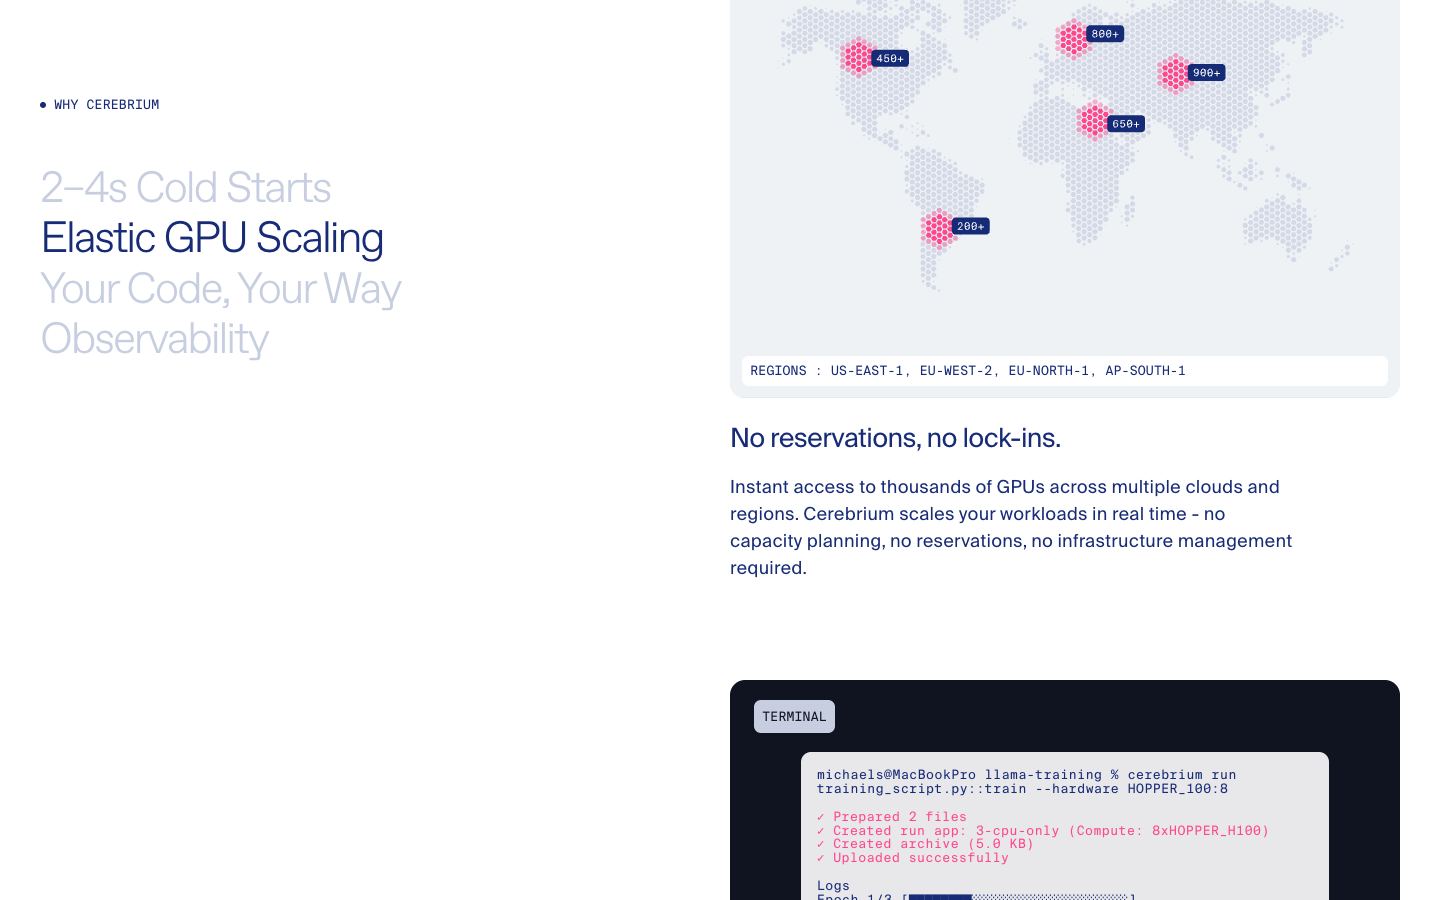 WHY CEREBRIUM
2–4s Cold Starts
Elastic GPU Scaling
Your Code, Your Way
Observability
450+
800+
900+
650+
200+
REGIONS : US-EAST-1, EU-WEST-2, EU-NORTH-1, AP-SOUTH-1
No reservations, no lock-ins.
Instant access to thousands of GPUs across multiple clouds and
regions. Cerebrium scales your workloads in real time - no
capacity planning, no reservations, no infrastructure management
required.
TERMINAL
michaels@MacBookPro llama-training % cerebrium run
training_script.py::train --hardware HOPPER_100:8
✓ Prepared 2 files
✓ Created run app: 3-cpu-only (Compute: 8xHOPPER_H100)
✓ Created archive (5.0 KB)
✓ Uploaded successfully
Logs
Epoch 1/3 [